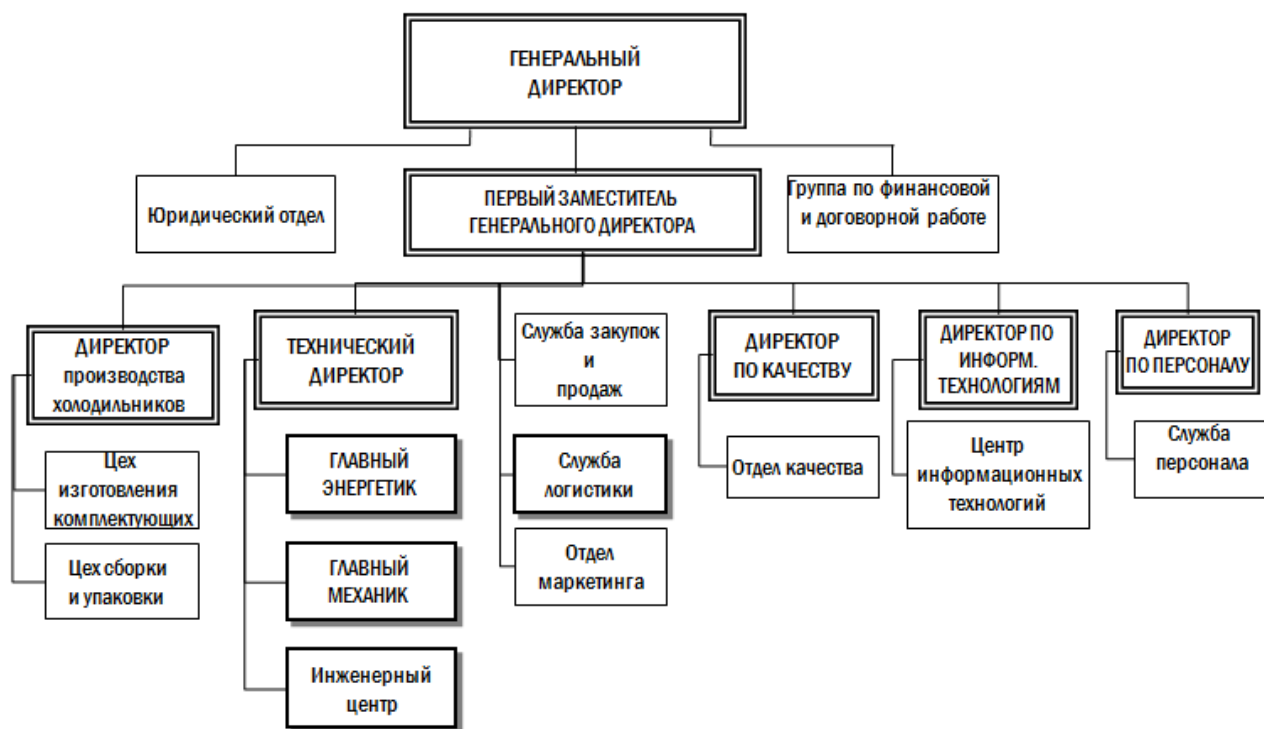 ГЕНЕРАЛЬНЫЙ
ДИРЕКТОР
Юридический отдел
ПЕРВЫЙ ЗАМЕСТИТЕЛЬ
ГЕНЕРАЛЬНОГО ДИРЕКТОРА
Группа по финансовой
и договорной работе
ДИРЕКТОР
производства
холодильников
Цех
изготовления
комплектующих
Цех сборки
и упаковки
ТЕХНИЧЕСКИЙ
ДИРЕКТОР
ГЛАВНЫЙ
ЭНЕРГЕТИК
ГЛАВНЫЙ
МЕХАНИК
Инженерный
центр
Служба закупок
и
продаж
Служба
логистики
Отдел
маркетинга
ДИРЕКТОР
ПО КАЧЕСТВУ
Отдел качества
ДИРЕКТОР ПО
ИНФОРМ.
ТЕХНОЛОГИЯМ
Центр
информационных
технологий
ДИРЕКТОР
ПО ПЕРСОНАЛУ
Служба
персонала